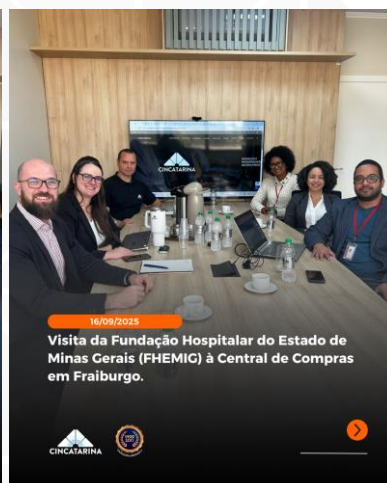 CINCATARINA
16/09/2025
Visita da Fundação Hospitalar do Estado de
Minas Gerais (FHEMIG) à Central de Compras
em Fraiburgo.
CINCATARINA